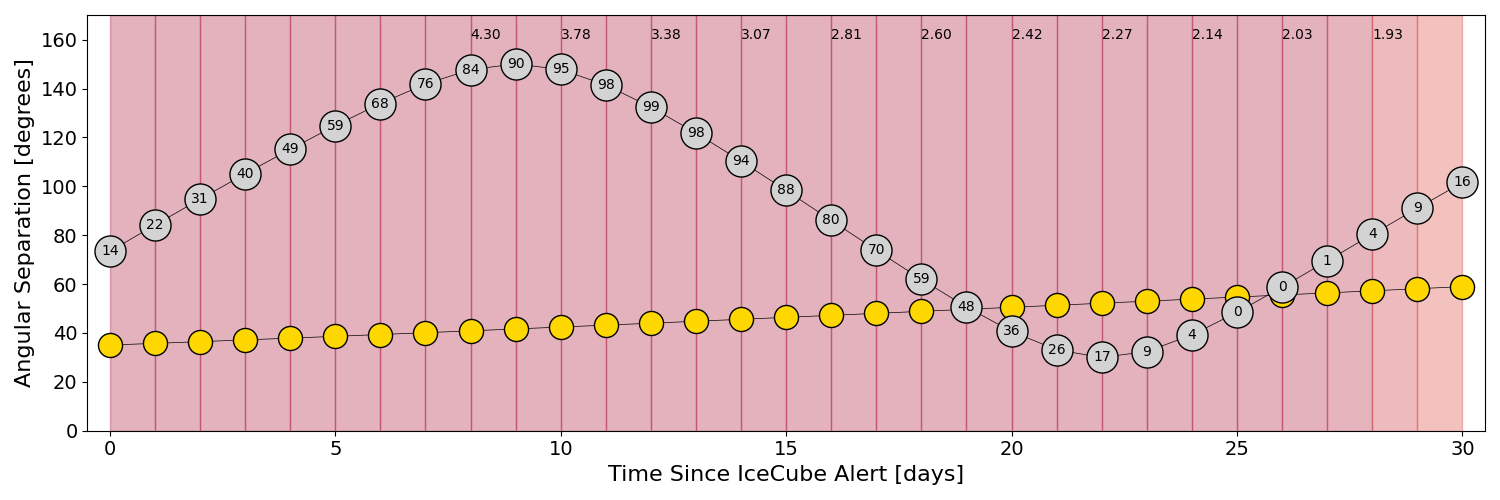 160
140
120
100
80
60
40
20
0
Angular Separation [degrees]
4.30 3.78 3.38 3.07 2.81 2.60 2.42 2.27 2.14 2.03 1.93
14 22 31 40 49 59 68 76 84 90 95 98 99 98 94 88 80 70 59 48 36 26 17 9 4 0 0 1 4 9 16
0 5 10 15 20 25 30
Time Since IceCube Alert [days]